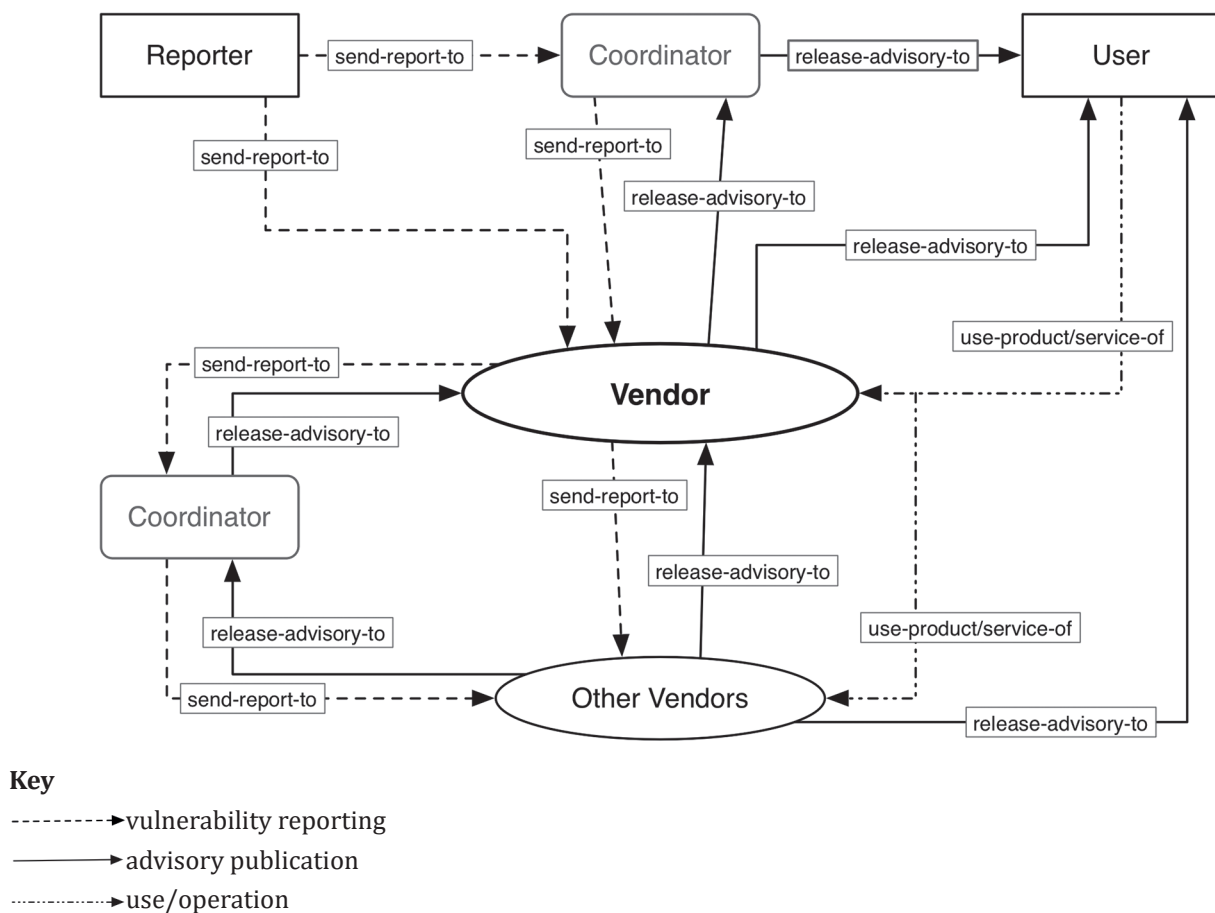 Reporter
send-report-to
Coordinator
release-advisory-to
User
send-report-to
send-report-to
release-advisory-to
release-advisory-to
use-product/service-of
send-report-to
Vendor
release-advisory-to
send-report-to
Coordinator
release-advisory-to
release-advisory-to
use-product/service-of
send-report-to
Other Vendors
release-advisory-to
Key
vulnerability reporting
advisory publication
use/operation